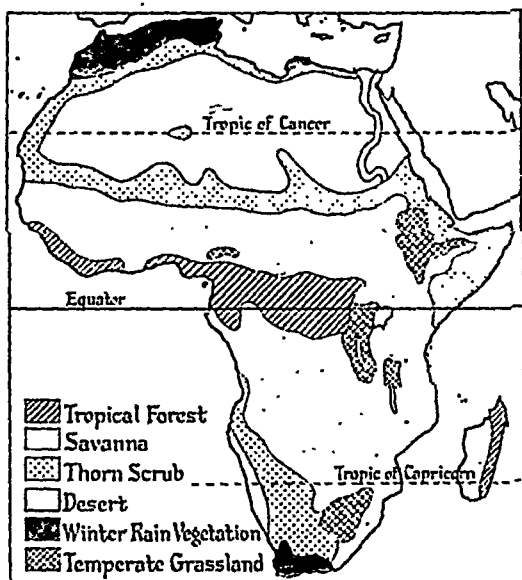 Tropic of Cancer
Equator
Tropic of Capricorn
Tropical Forest
Savanna
Thorn Scrub
Desert
Winter Rain Vegetation
Temperate Grassland